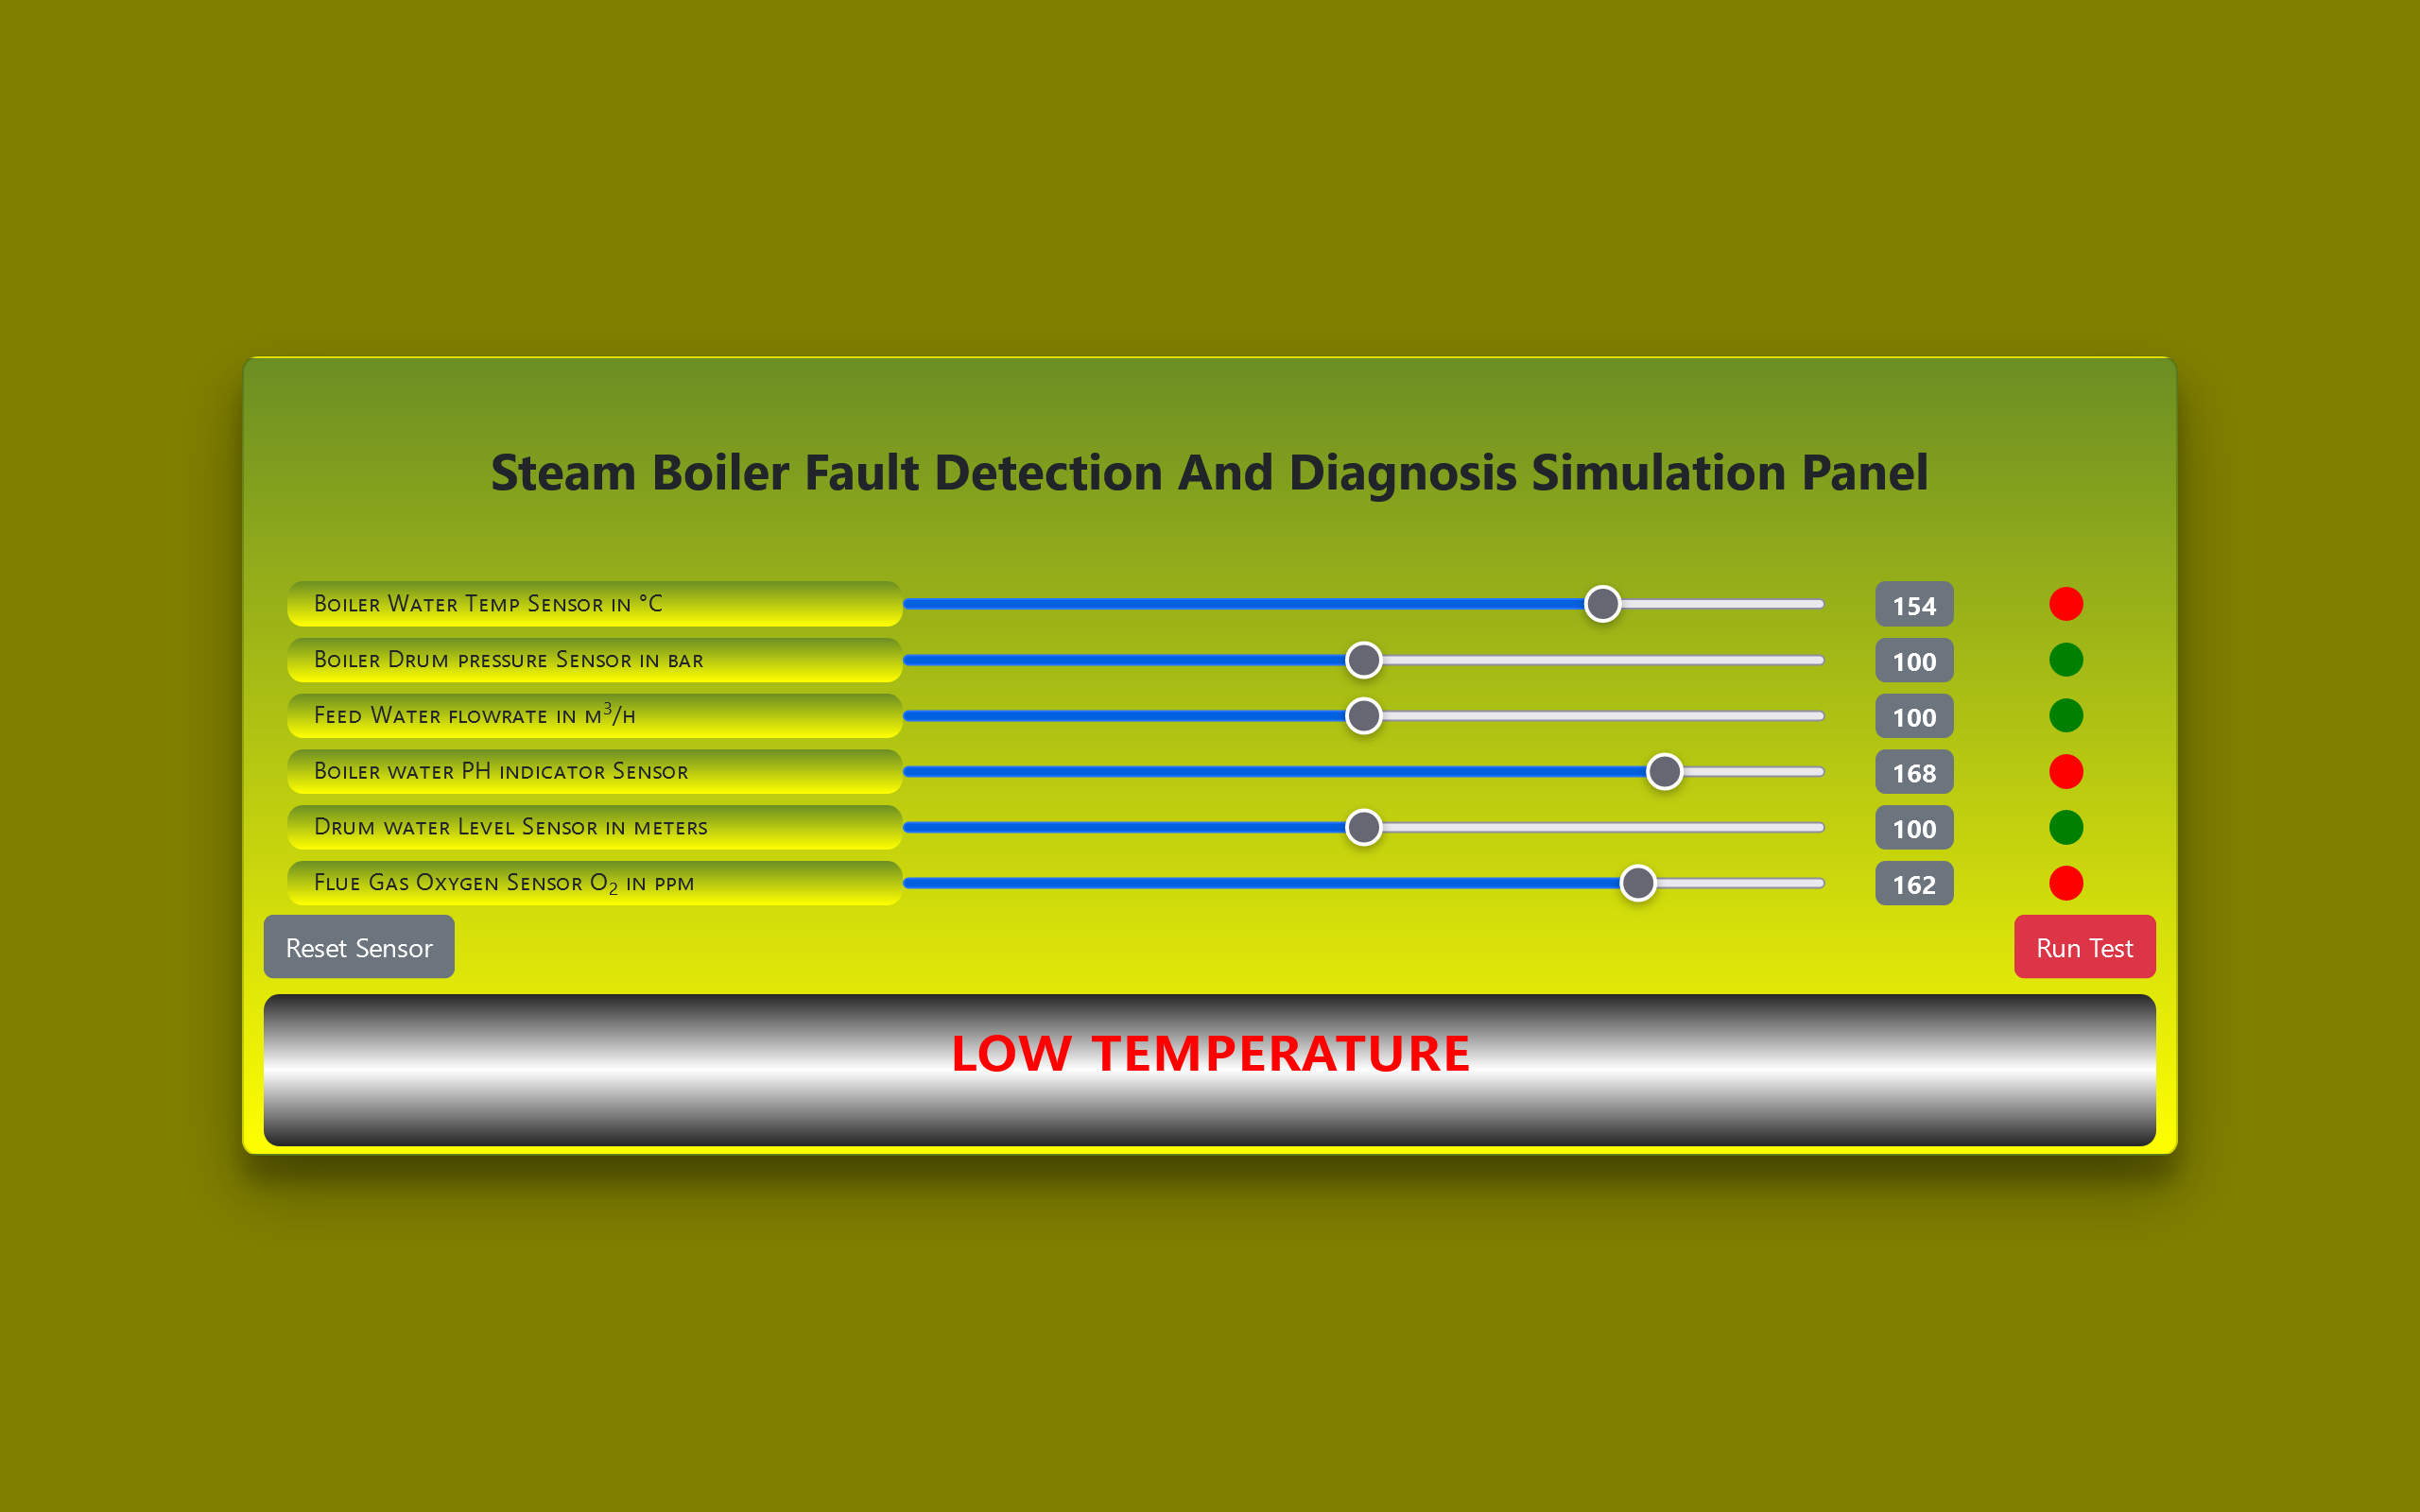 Steam Boiler Fault Detection And Diagnosis Simulation Panel
Boiler Water Temp Sensor in °C 154
Boiler Drum pressure Sensor in bar 100
Feed Water flowrate in m³/h 100
Boiler water PH indicator Sensor 168
Drum water Level Sensor in meters 100
Flue Gas Oxygen Sensor O₂ in ppm 162
Reset Sensor Run Test
LOW TEMPERATURE